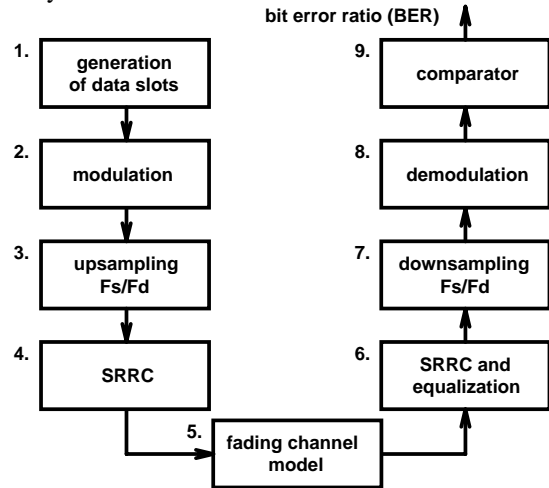 bit error ratio (BER)
1.
generation
of data slots
2.
modulation
3.
upsampling
Fs/Fd
4.
SRRC
5.
fading channel
model
6.
SRRC and
equalization
7.
downsampling
Fs/Fd
8.
demodulation
9.
comparator